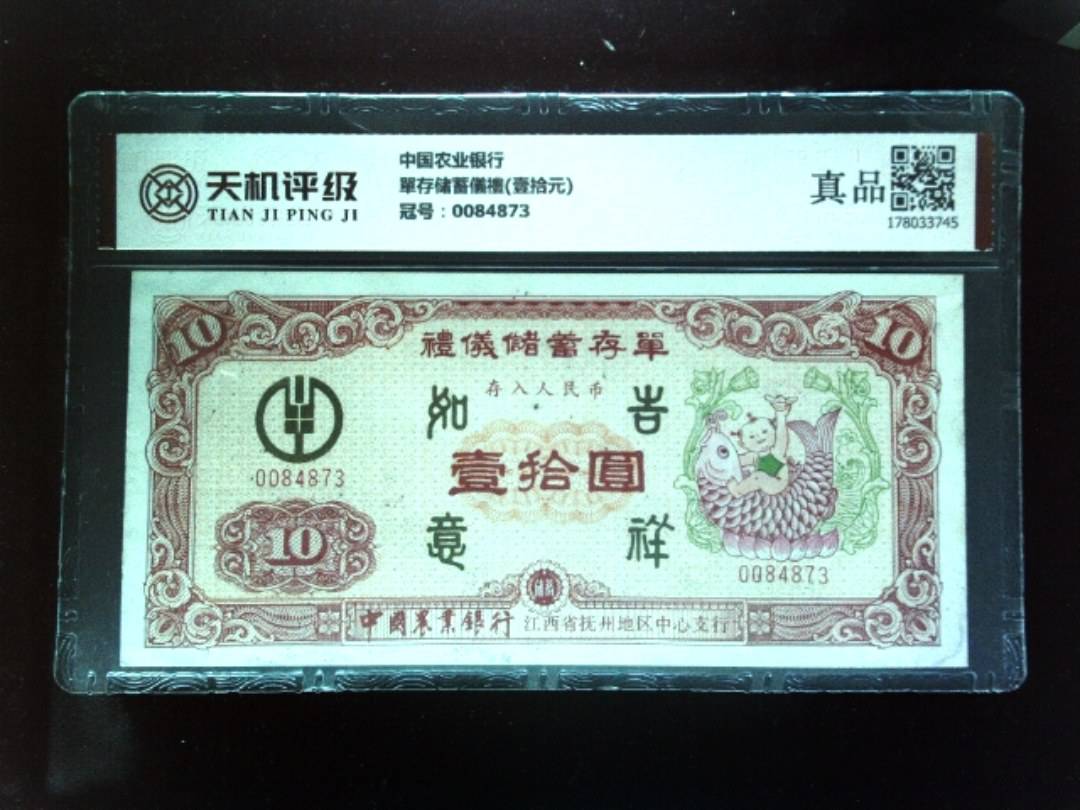 天机评级
TIAN JI PING JI
中国农业银行
單存储蓄儀禮(壹拾元)
冠号：0084873
真品
178033745
10
10
禮儀儲蓄存單
存入人民币
如
吉
壹拾圓
0084873
意
祥
10
0084873
中國農業銀行 江西省抚州地区中心支行